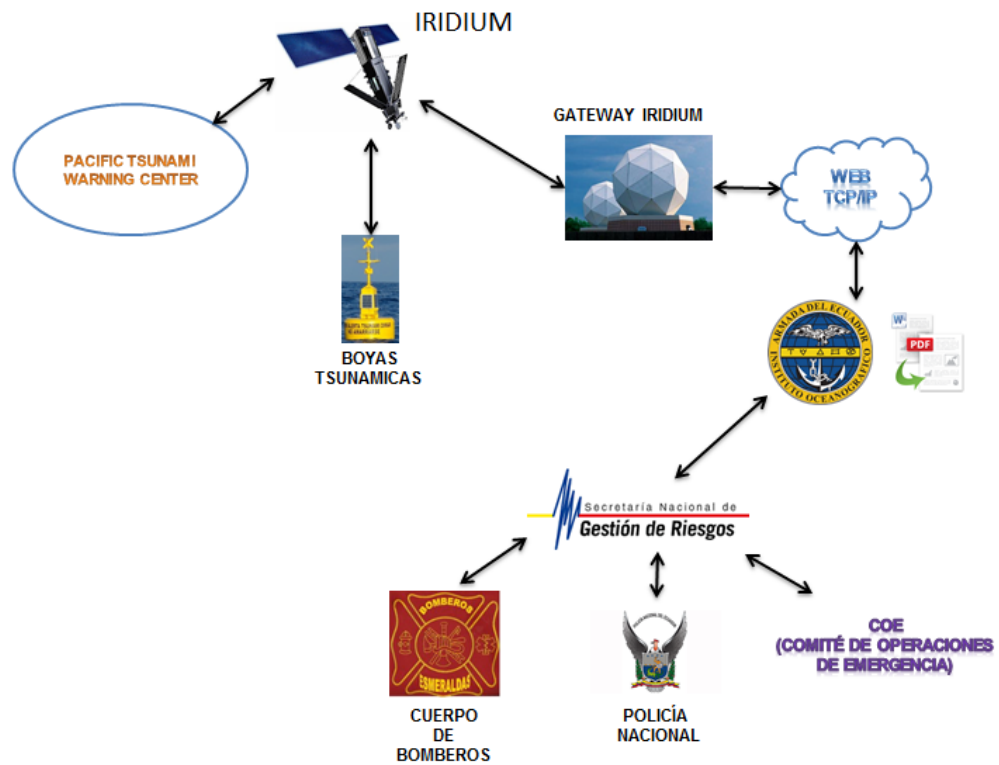 IRIDIUM
GATEWAY IRIDIUM
PACIFIC TSUNAMI
WARNING CENTER
WEB
TCP/IP
BOYAS
TSUNAMICAS
ARMADA DEL ECUADOR
INSTITUTO OCEANOGRÁFICO
W
PDF
Secretaría Nacional de
Gestión de Riesgos
BOMBEROS
ESMERALDAS
CUERPO
DE
BOMBEROS
POLICÍA
NACIONAL
COE
(COMITÉ DE OPERACIONES
DE EMERGENCIA)